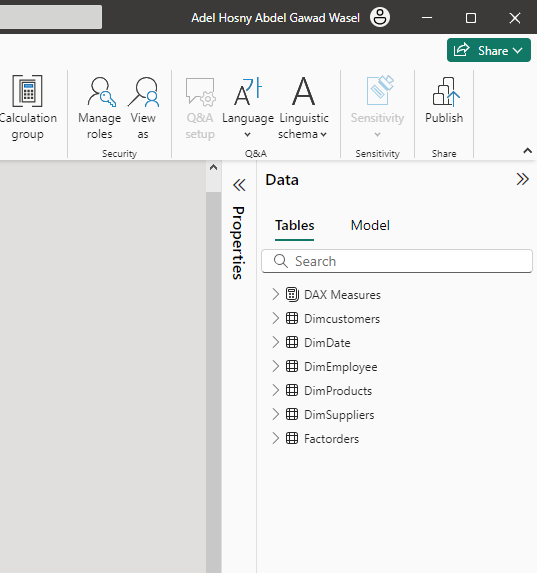 Adel Hosny Abdel Gawad Wasel
Share
Calculation group
Manage roles
View as
Q&A setup
Language
Linguistic schema
Sensitivity
Publish
Security
Q&A
Sensitivity
Share
Properties
Data
Tables
Model
Search
DAX Measures
Dimcustomers
DimDate
DimEmployee
DimProducts
DimSuppliers
Factorders